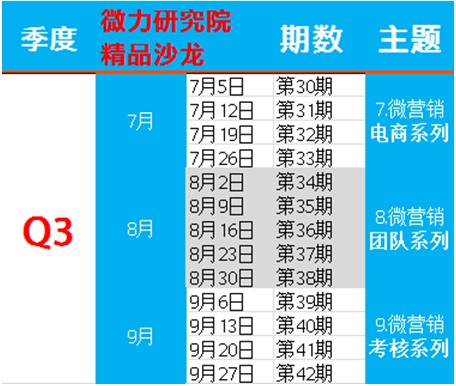 季度 微力研究院 精品沙龙 期数 主题
Q3
7月
7月5日 第30期
7月12日 第31期
7月19日 第32期
7月26日 第33期
7.微营销
电商系列
8月
8月2日 第34期
8月9日 第35期
8月16日 第36期
8月23日 第37期
8月30日 第38期
8.微营销
团队系列
9月
9月6日 第39期
9月13日 第40期
9月20日 第41期
9月27日 第42期
9.微营销
考核系列